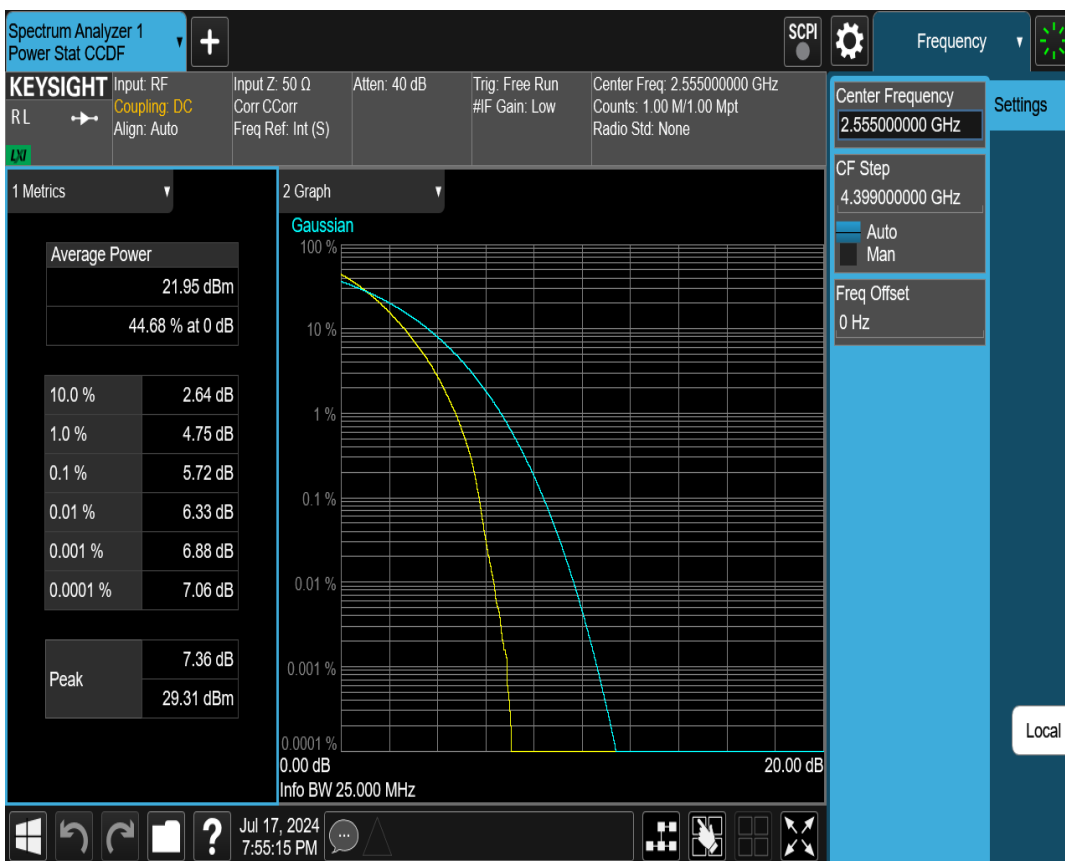 Spectrum Analyzer 1
Power Stat CCDF
+
SCPI
Frequency
KEYSIGHT
RL
LXI
Input: RF
Coupling: DC
Align: Auto
Input Z: 50 Ω
Corr CCorr
Freq Ref: Int (S)
Atten: 40 dB
Trig: Free Run
#IF Gain: Low
Center Freq: 2.555000000 GHz
Counts: 1.00 M/1.00 Mpt
Radio Std: None
Center Frequency
2.555000000 GHz
Settings
CF Step
4.399000000 GHz
Auto
Man
Freq Offset
0 Hz
1 Metrics
Average Power
21.95 dBm
44.68 % at 0 dB
10.0 % 2.64 dB
1.0 % 4.75 dB
0.1 % 5.72 dB
0.01 % 6.33 dB
0.001 % 6.88 dB
0.0001 % 7.06 dB
Peak
7.36 dB
29.31 dBm
2 Graph
Gaussian
100 %
10 %
1 %
0.1 %
0.01 %
0.001 %
0.0001 %
0.00 dB 20.00 dB
Info BW 25.000 MHz
Local
?
Jul 17, 2024
7:55:15 PM